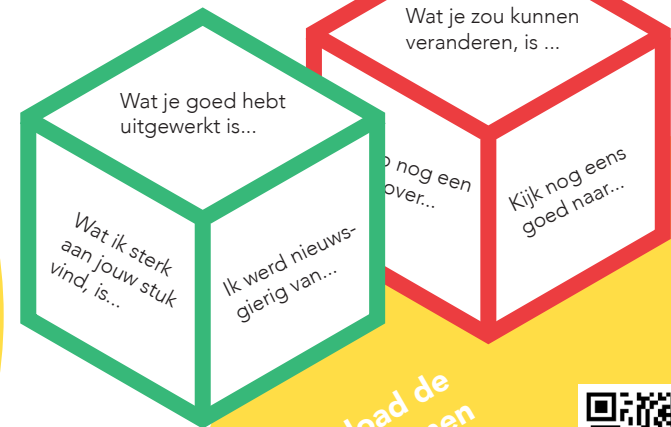 Wat je zou kunnen
veranderen, is ...
Wat je goed hebt
uitgewerkt is...
nog een
over...
Kijk nog eens
goed naar...
Wat ik sterk
aan jouw stuk
vind, is...
Ik werd nieuws-
gierig van...
de